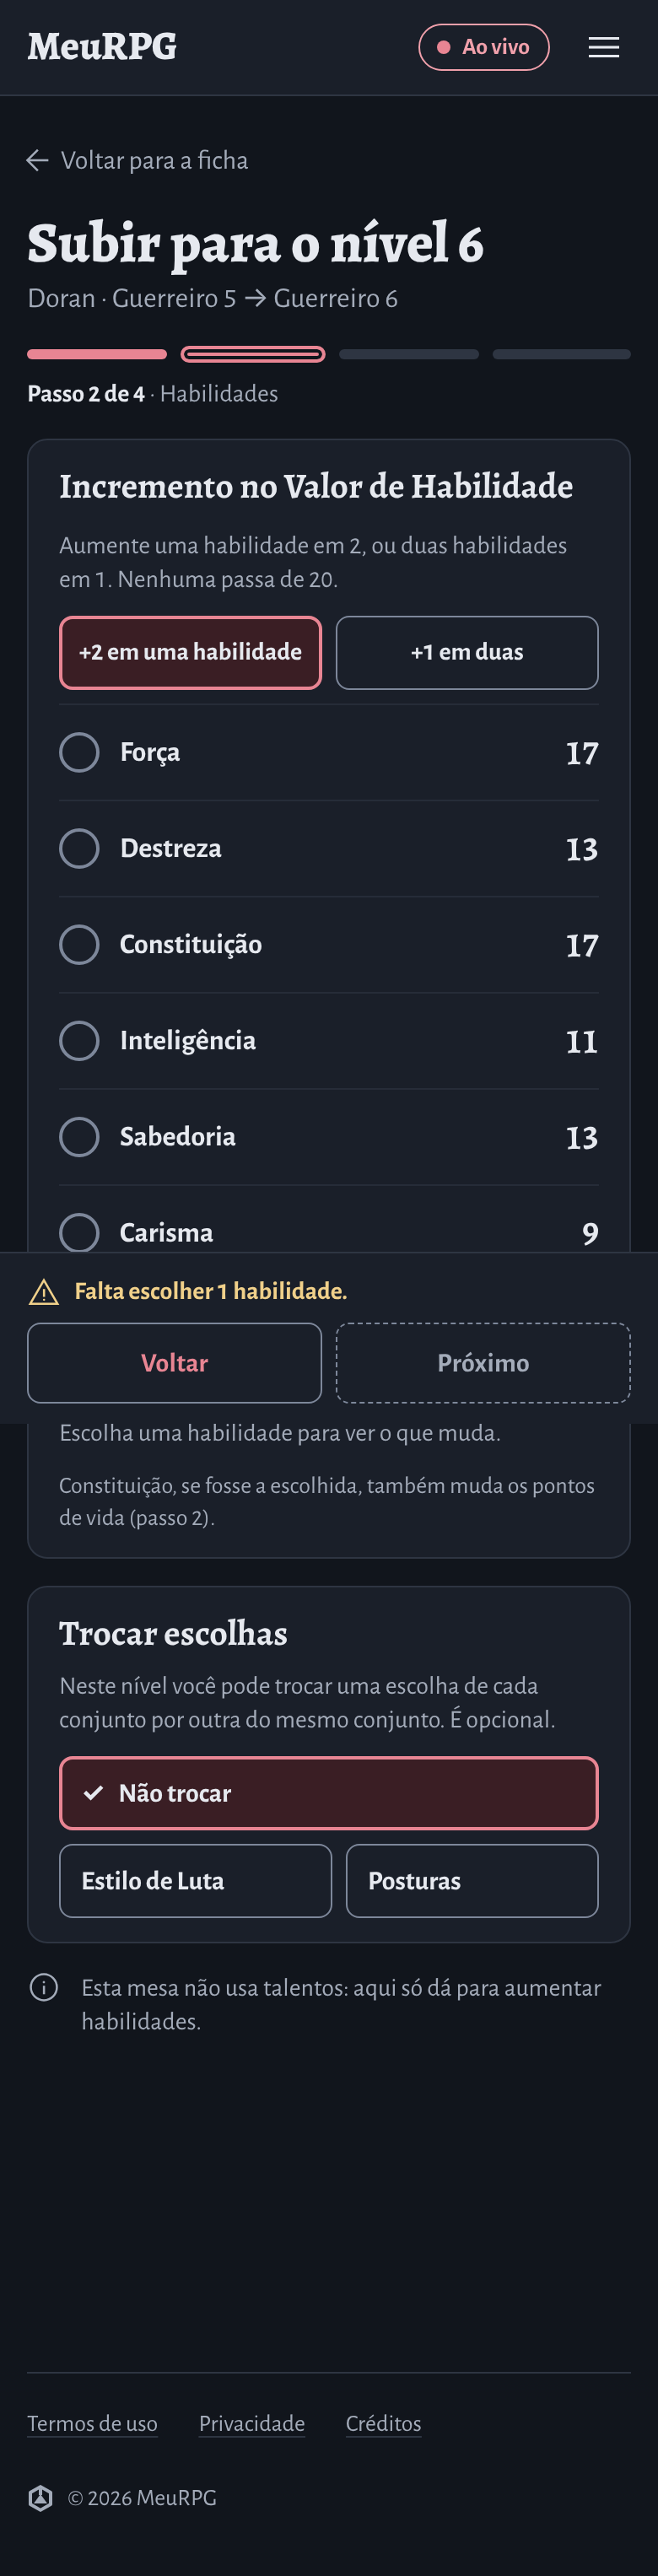 MeuRPG
Ao vivo
Voltar para a ficha
Subir para o nível 6
Doran · Guerreiro 5 → Guerreiro 6
Passo 2 de 4 · Habilidades
Incremento no Valor de Habilidade
Aumente uma habilidade em 2, ou duas habilidades
em 1. Nenhuma passa de 20.
+2 em uma habilidade
+1 em duas
Força 17
Destreza 13
Constituição 17
Inteligência 11
Sabedoria 13
Carisma 9
Falta escolher 1 habilidade.
Voltar
Próximo
Escolha uma habilidade para ver o que muda.
Constituição, se fosse a escolhida, também muda os pontos
de vida (passo 2).
Trocar escolhas
Neste nível você pode trocar uma escolha de cada
conjunto por outra do mesmo conjunto. É opcional.
Não trocar
Estilo de Luta
Posturas
Esta mesa não usa talentos: aqui só dá para aumentar
habilidades.
Termos de uso
Privacidade
Créditos
© 2026 MeuRPG